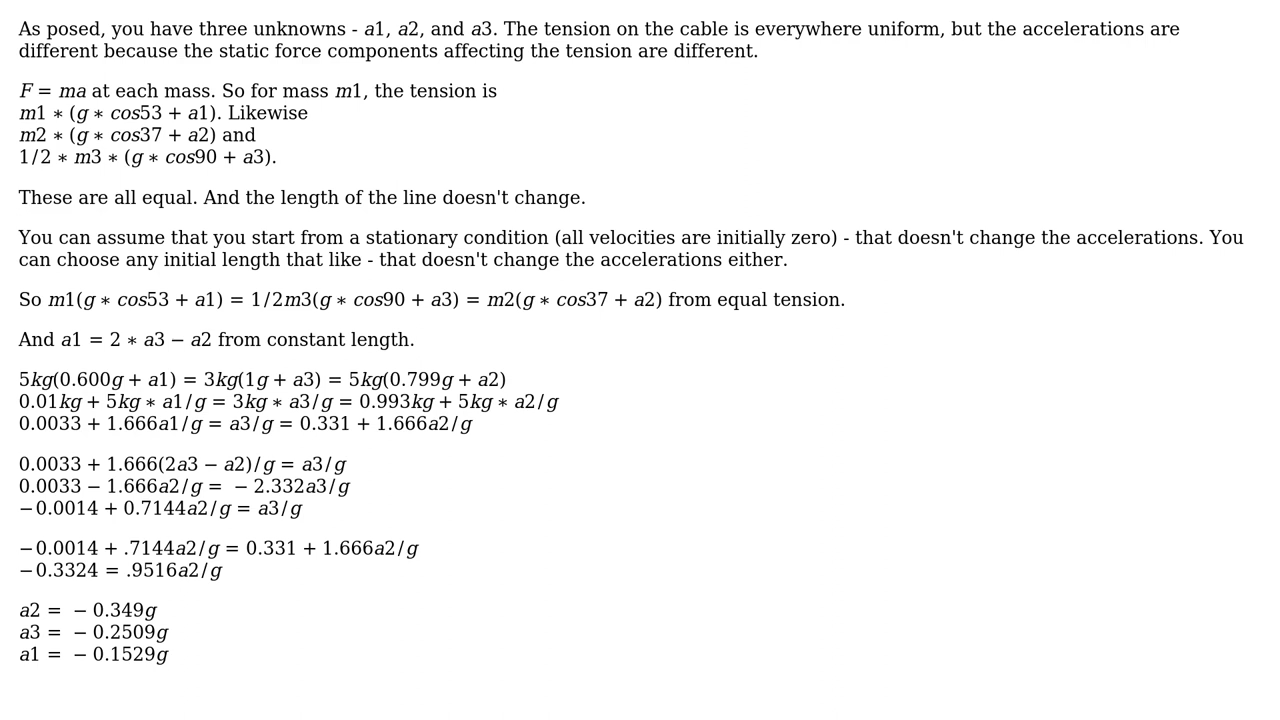 As posed, you have three unknowns - a1, a2, and a3. The tension on the cable is everywhere uniform, but the accelerations are
different because the static force components affecting the tension are different.
F = ma at each mass. So for mass m1, the tension is
m1 ∗ (g ∗ cos53 + a1). Likewise
m2 ∗ (g ∗ cos37 + a2) and
1/2 ∗ m3 ∗ (g ∗ cos90 + a3).
These are all equal. And the length of the line doesn't change.
You can assume that you start from a stationary condition (all velocities are initially zero) - that doesn't change the accelerations. You
can choose any initial length that like - that doesn't change the accelerations either.
So m1(g ∗ cos53 + a1) = 1/2m3(g ∗ cos90 + a3) = m2(g ∗ cos37 + a2) from equal tension.
And a1 = 2 ∗ a3 − a2 from constant length.
5kg(0.600g + a1) = 3kg(1g + a3) = 5kg(0.799g + a2)
0.01kg + 5kg ∗ a1/g = 3kg ∗ a3/g = 0.993kg + 5kg ∗ a2/g
0.0033 + 1.666a1/g = a3/g = 0.331 + 1.666a2/g
0.0033 + 1.666(2a3 − a2)/g = a3/g
0.0033 − 1.666a2/g = − 2.332a3/g
−0.0014 + 0.7144a2/g = a3/g
−0.0014 + .7144a2/g = 0.331 + 1.666a2/g
−0.3324 = .9516a2/g
a2 = − 0.349g
a3 = − 0.2509g
a1 = − 0.1529g